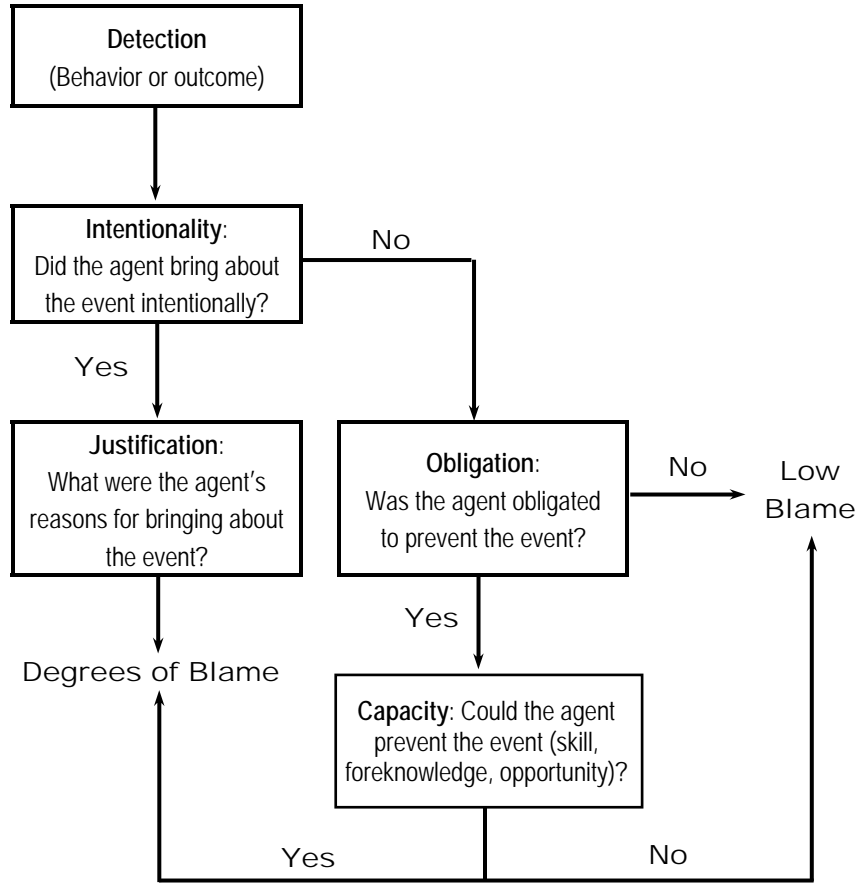 Detection
(Behavior or outcome)
Intentionality:
Did the agent bring about
the event intentionally?
No
Yes
Justification:
What were the agent's
reasons for bringing about
the event?
Obligation:
Was the agent obligated
to prevent the event?
No
Low
Blame
Yes
Degrees of Blame
Capacity: Could the agent
prevent the event (skill,
foreknowledge, opportunity)?
Yes
No